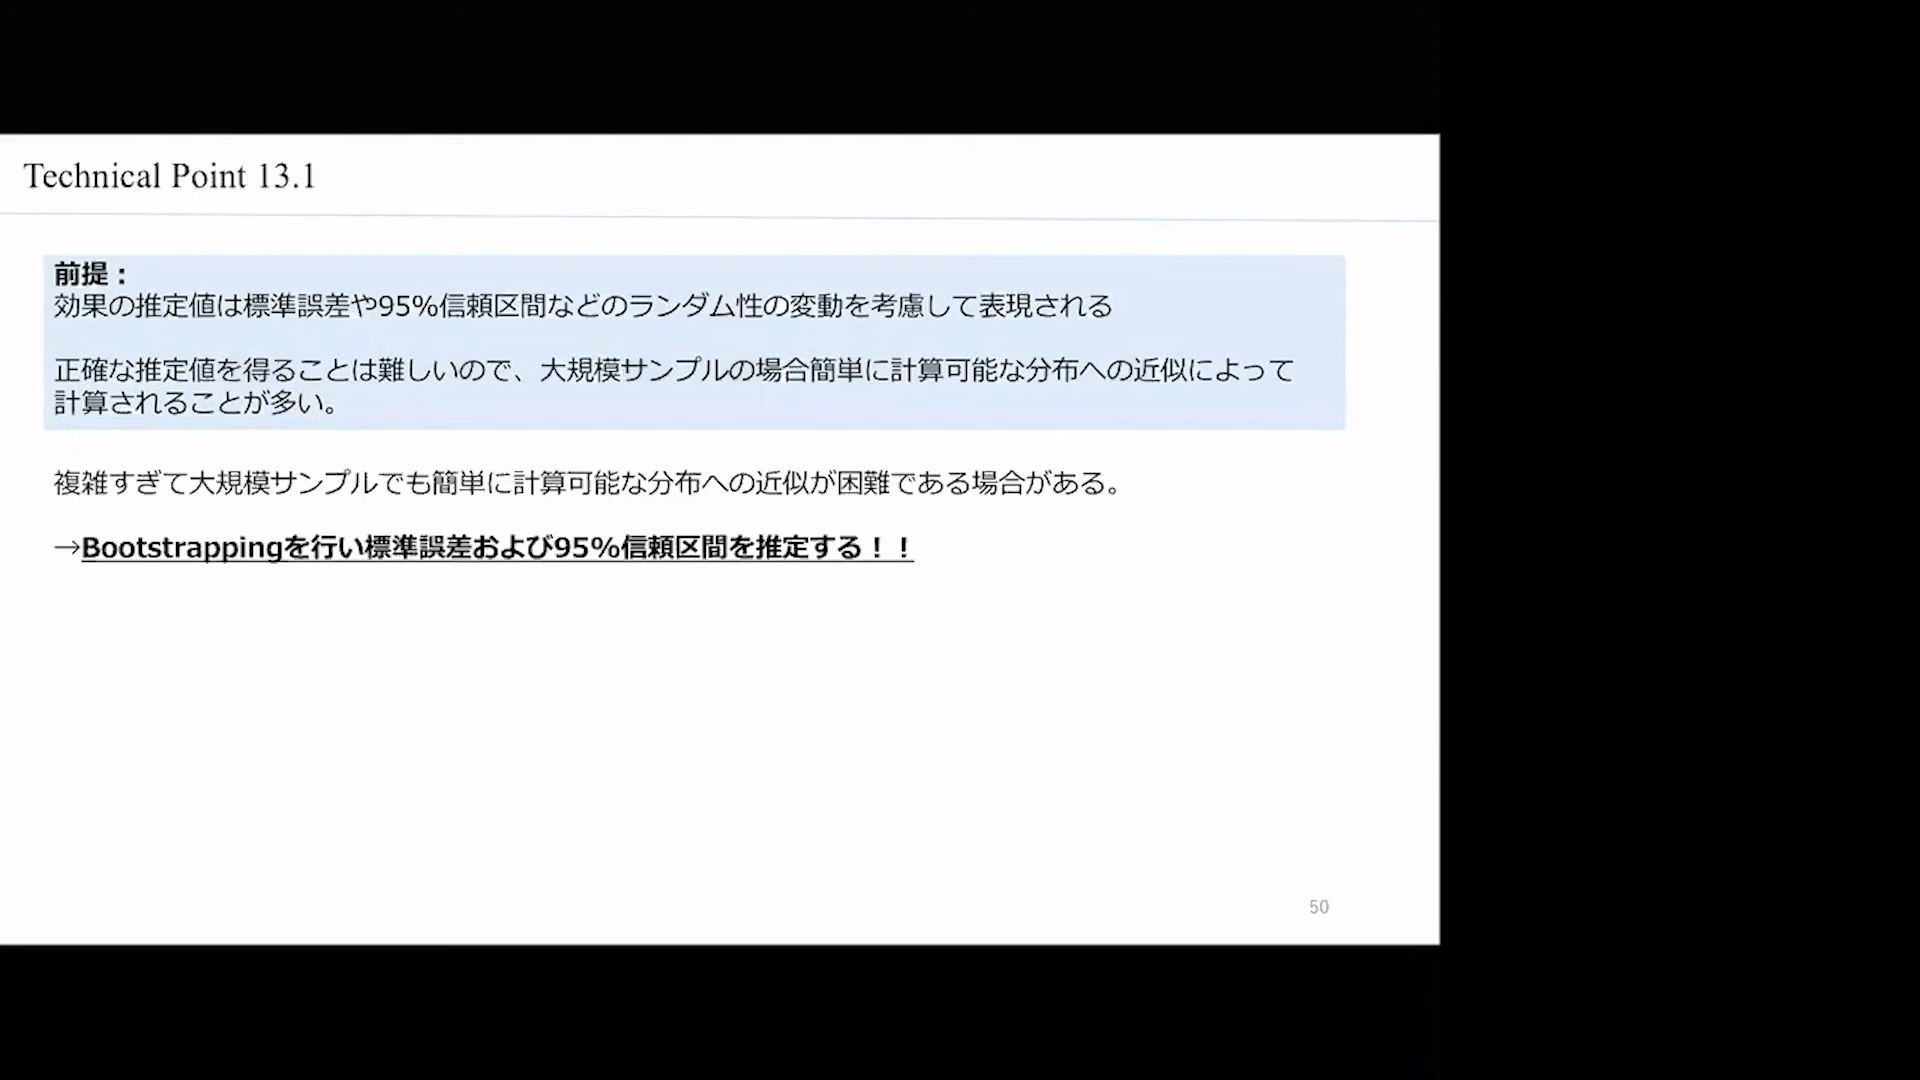 Technical Point 13.1
前提：
効果の推定値は標準誤差や95%信頼区間などのランダム性の変動を考慮して表現される
正確な推定値を得ることは難しいので、大規模サンプルの場合簡単に計算可能な分布への近似によって
計算されることが多い。
複雑すぎて大規模サンプルでも簡単に計算可能な分布への近似が困難である場合がある。
→Bootstrappingを行い標準誤差および95%信頼区間を推定する！！
50